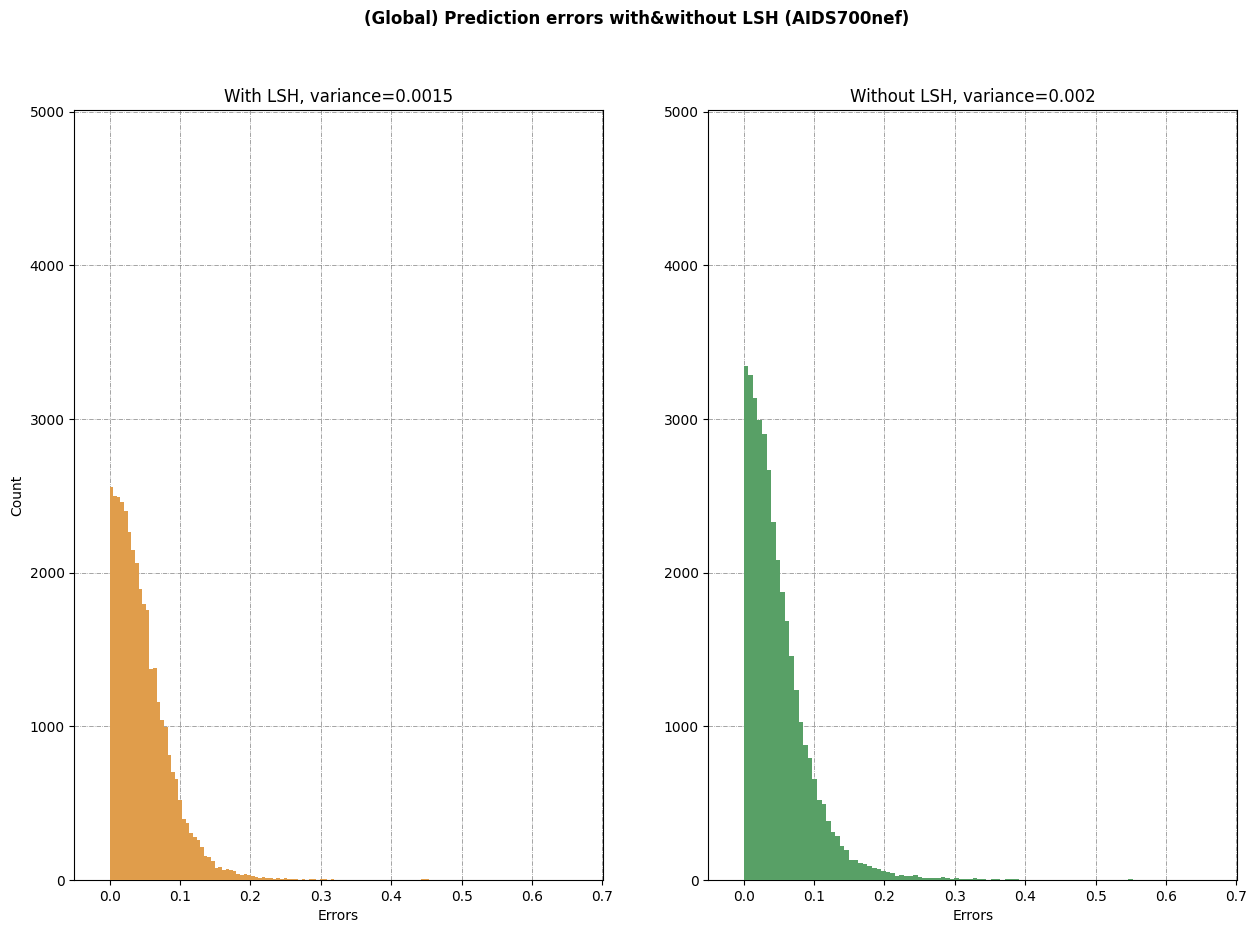 (Global) Prediction errors with&without LSH (AIDS700nef)
With LSH, variance=0.0015
5000
4000
3000
2000
1000
0
Count
0.0 0.1 0.2 0.3 0.4 0.5 0.6 0.7
Errors
Without LSH, variance=0.002
5000
4000
3000
2000
1000
0
0.0 0.1 0.2 0.3 0.4 0.5 0.6 0.7
Errors